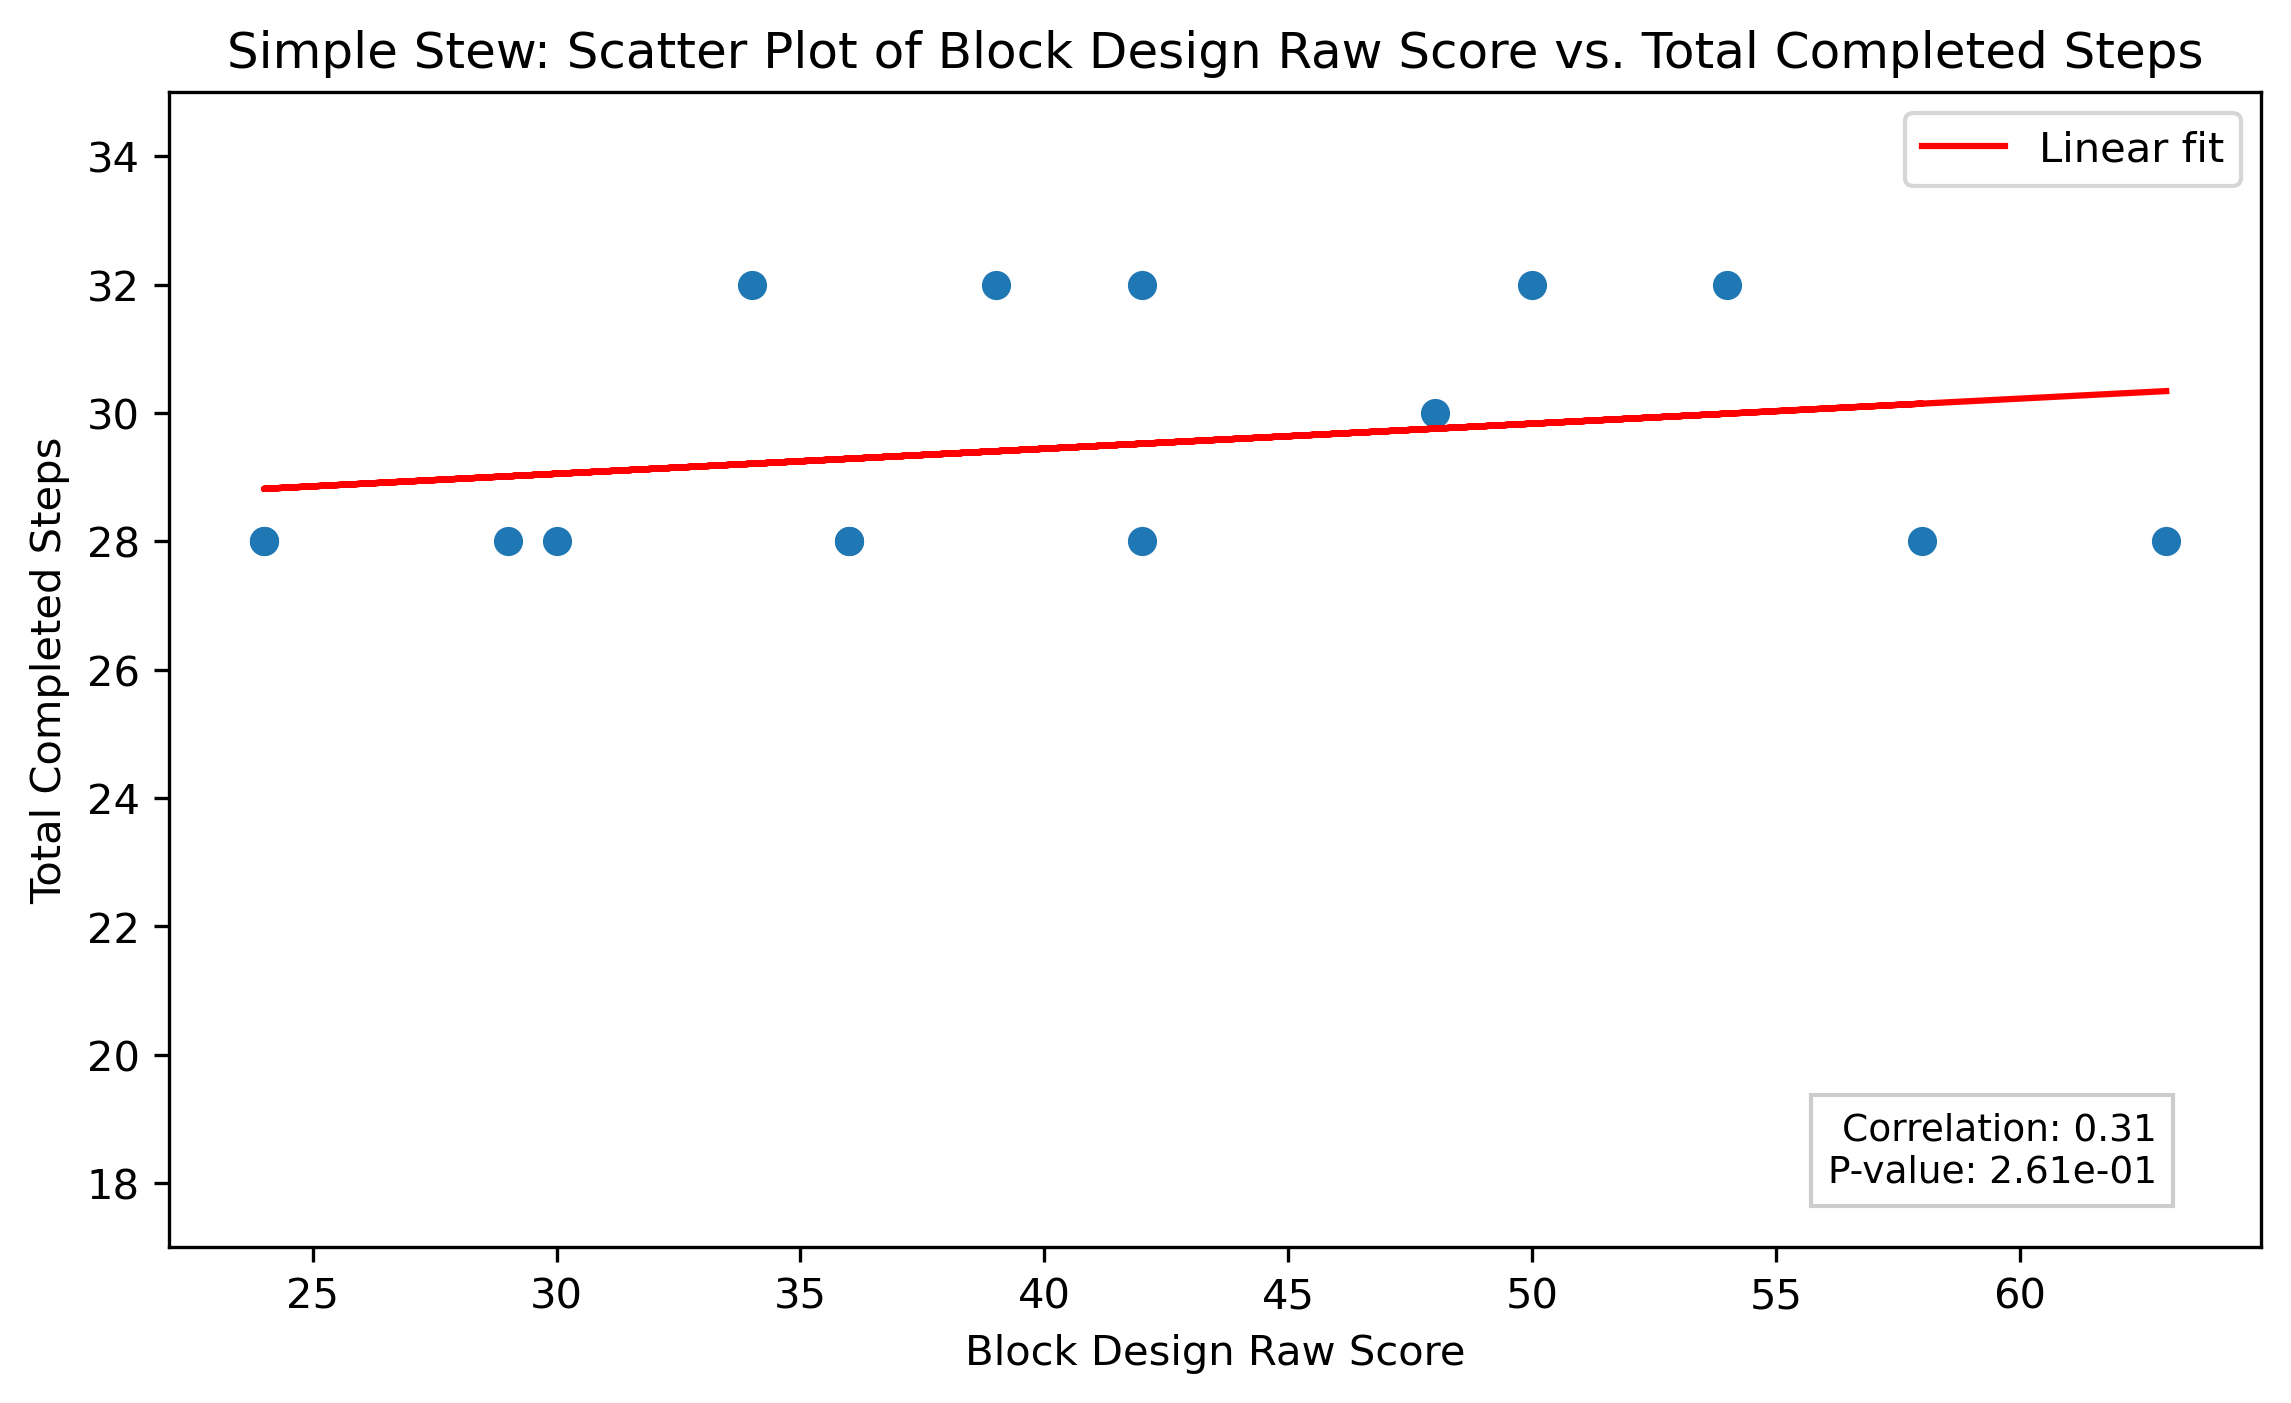 Simple Stew: Scatter Plot of Block Design Raw Score vs. Total Completed Steps
Linear fit
Total Completed Steps
34
32
30
28
26
24
22
20
18
Correlation: 0.31
P-value: 2.61e-01
25 30 35 40 45 50 55 60
Block Design Raw Score